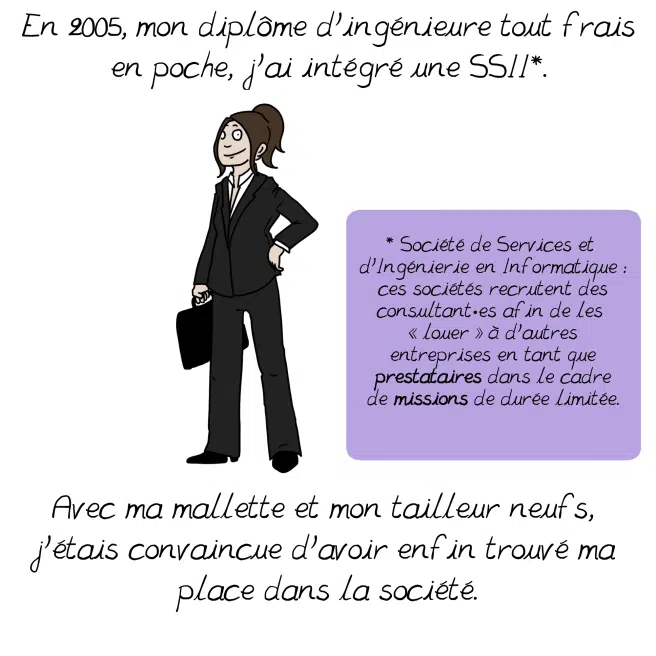 En 2005, mon diplôme d'ingénieure tout frais
en poche, j'ai intégré une SSII*.
* Société de Services et
d'Ingénierie en Informatique :
ces sociétés recrutent des
consultant•es afin de les
« louer » à d'autres
entreprises en tant que
prestataires dans le cadre
de missions de durée limitée.
Avec ma mallette et mon tailleur neufs,
j'étais convaincue d'avoir enfin trouvé ma
place dans la société.